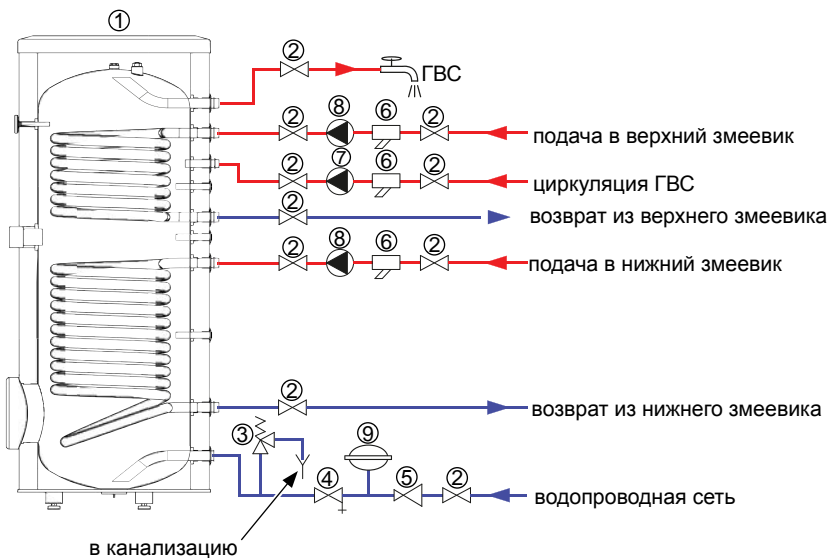 ①
②
ГВС
② ⑧ ⑥ ②
подача в верхний змеевик
② ⑦ ⑥ ②
циркуляция ГВС
②
возврат из верхнего змеевика
② ⑧ ⑥ ②
подача в нижний змеевик
②
возврат из нижнего змеевика
③ ⑨
④ ⑤ ②
водопроводная сеть
в канализацию